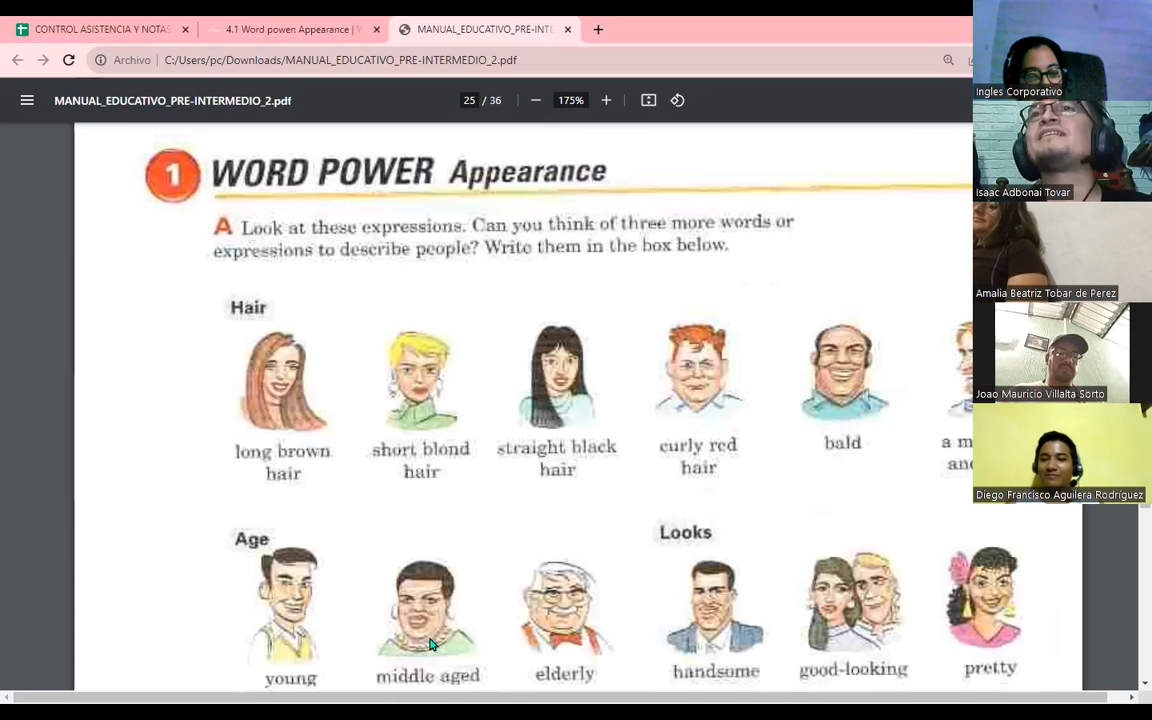 CONTROL ASISTENCIA Y NOTAS
4.1 Word power: Appearance |
MANUAL_EDUCATIVO_PRE-INTE
Archivo
C:/Users/pc/Downloads/MANUAL_EDUCATIVO_PRE-INTERMEDIO_2.pdf
MANUAL_EDUCATIVO_PRE-INTERMEDIO_2.pdf
25 / 36
175%
1 WORD POWER Appearance
A Look at these expressions. Can you think of three more words or
expressions to describe people? Write them in the box below.
Hair
long brown
hair
short blond
hair
straight black
hair
curly red
hair
bald
a m
an
Age
Looks
young
middle aged
elderly
handsome
good-looking
pretty
Ingles Corporativo
Isaac Adbonai Tovar
Amalia Beatriz Tobar de Perez
Joao Mauricio Villalta Sorto
Diego Francisco Aguilera Rodríguez